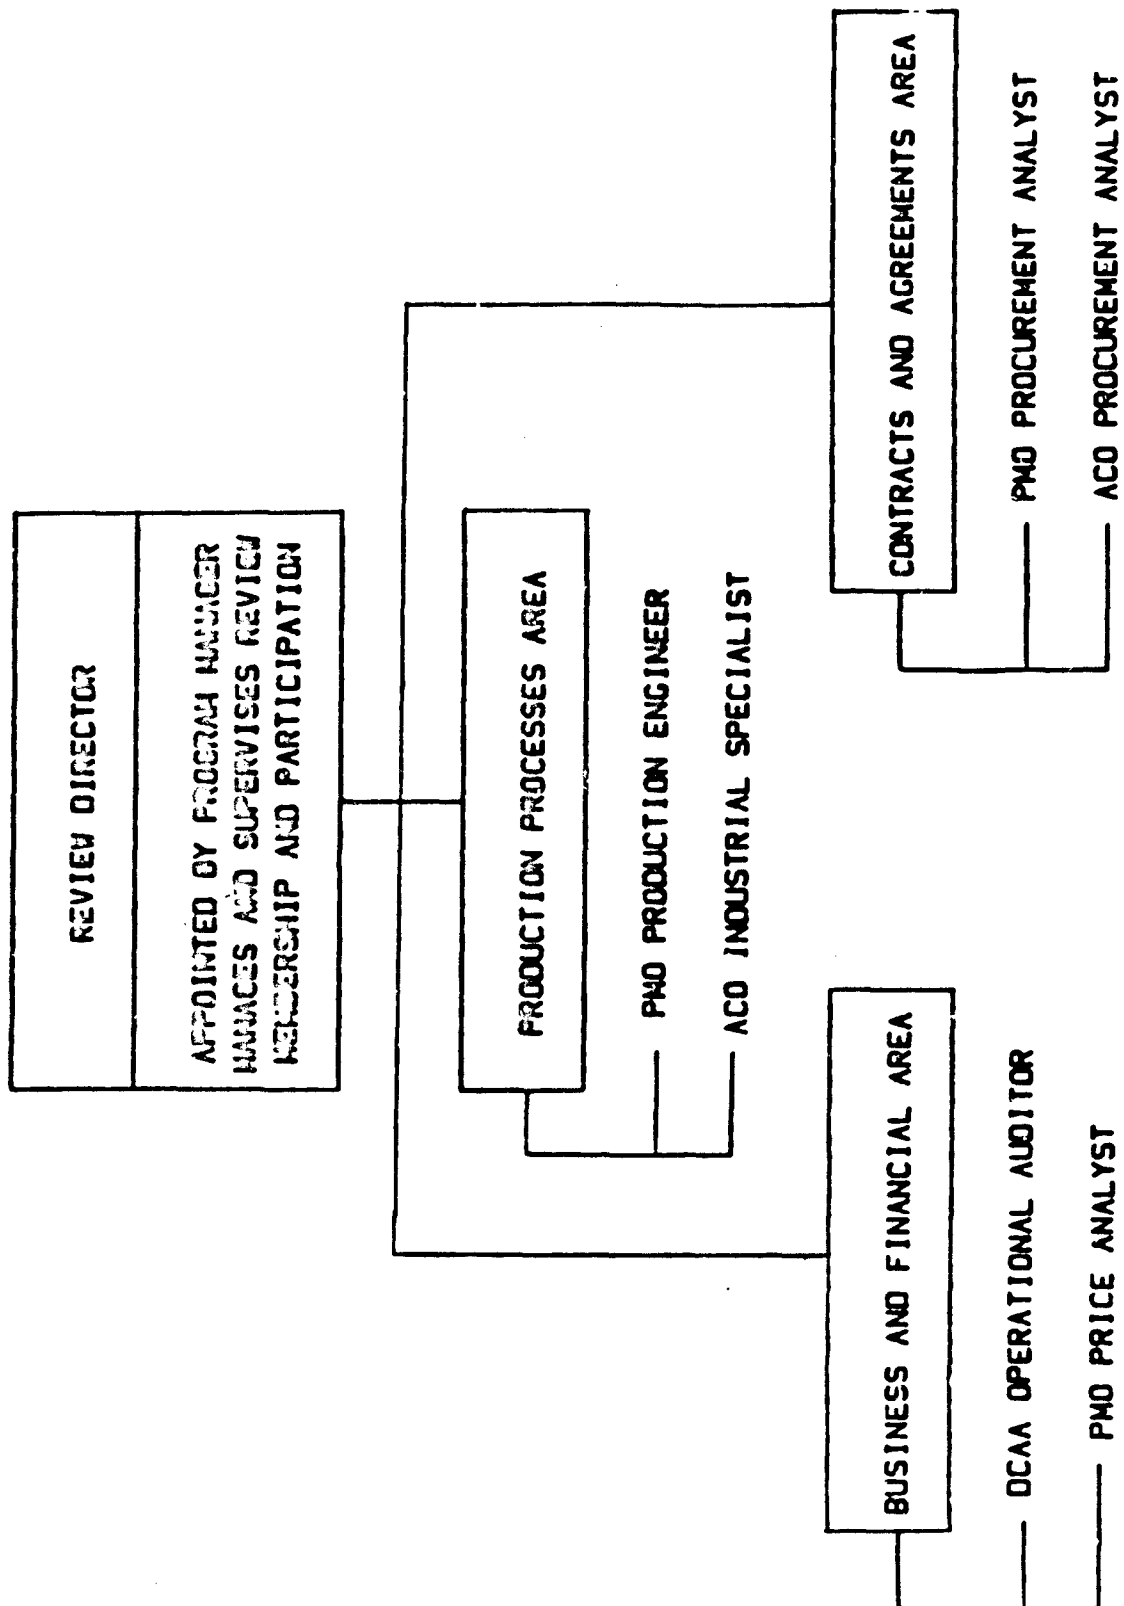 REVIEW DIRECTOR
APPOINTED BY PROGRAM MANAGER
MANAGES AND SUPERVISES REVIEW
MEMBERSHIP AND PARTICIPATION
PRODUCTION PROCESSES AREA
PMO PRODUCTION ENGINEER
ACO INDUSTRIAL SPECIALIST
BUSINESS AND FINANCIAL AREA
DCAA OPERATIONAL AUDITOR
PMO PRICE ANALYST
CONTRACTS AND AGREEMENTS AREA
PMO PROCUREMENT ANALYST
ACO PROCUREMENT ANALYST